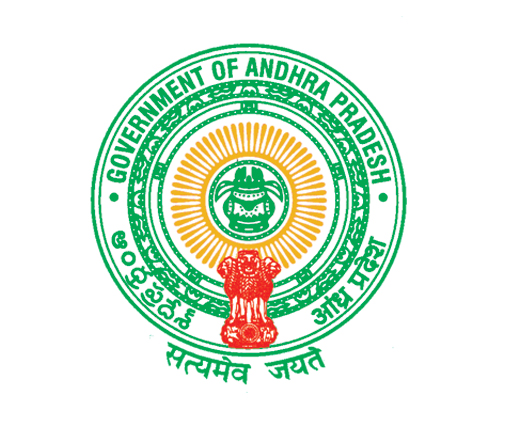 GOVERNMENT OF ANDHRA PRADESH
ఆంధ్రప్రదేశ్
आंध्र प्रदेश
सत्यमेव जयते